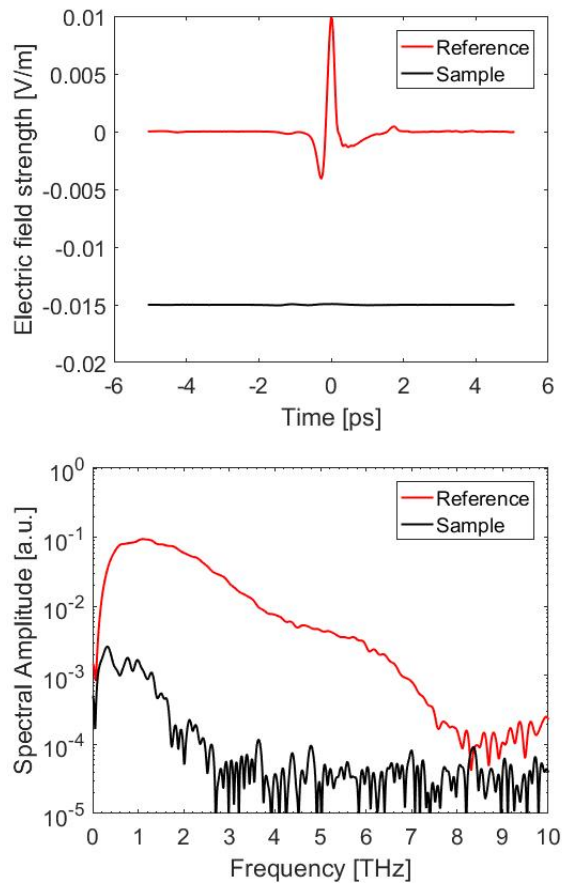 0.01
0.005
0
-0.005
-0.01
-0.015
-0.02
Electric field strength [V/m]
Reference
Sample
-6 -4 -2 0 2 4 6
Time [ps]
10^0
10^-1
10^-2
10^-3
10^-4
10^-5
Spectral Amplitude [a.u.]
Reference
Sample
0 1 2 3 4 5 6 7 8 9 10
Frequency [THz]